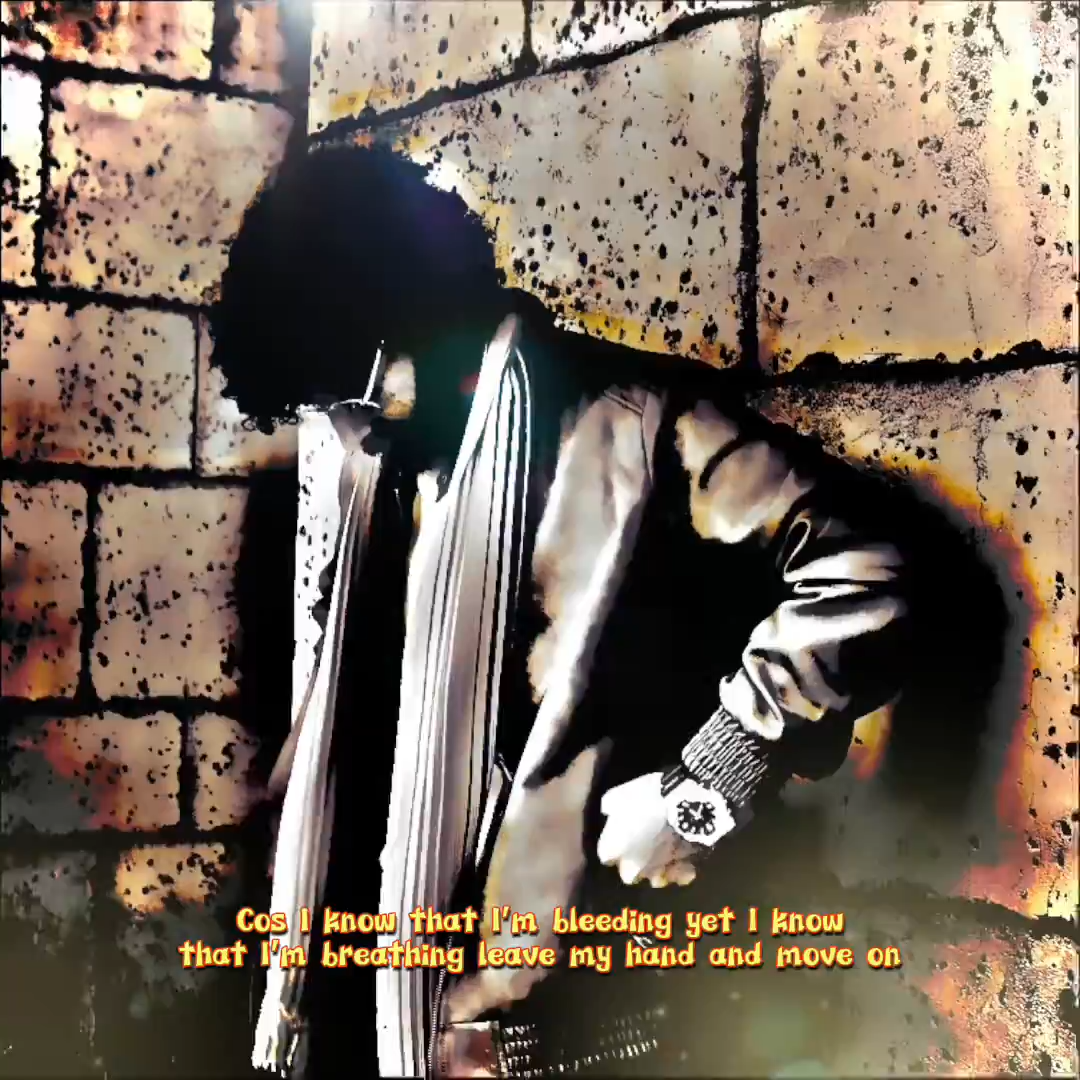 Cos I know that I'm bleeding yet I know
that I'm breathing leave my hand and move on